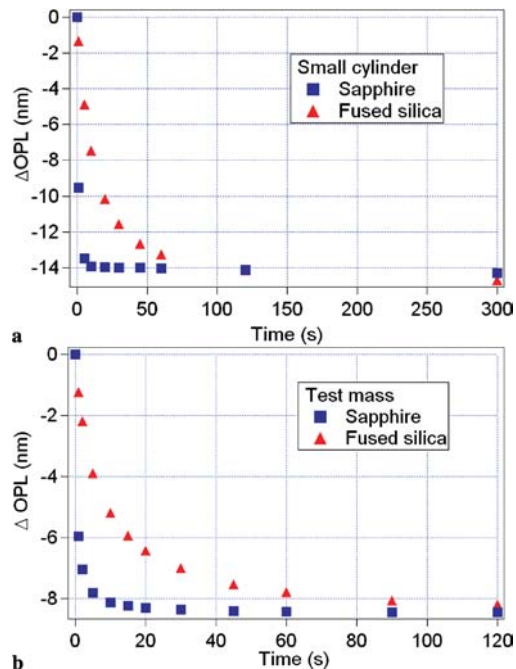 0
-2
-4
-6
-8
-10
-12
-14
ΔOPL (nm)
Small cylinder
Sapphire
Fused silica
0 50 100 150 200 250 300
a Time (s)
0
-2
-4
-6
-8
Δ OPL (nm)
Test mass
Sapphire
Fused silica
0 20 40 60 80 100 120
b Time (s)